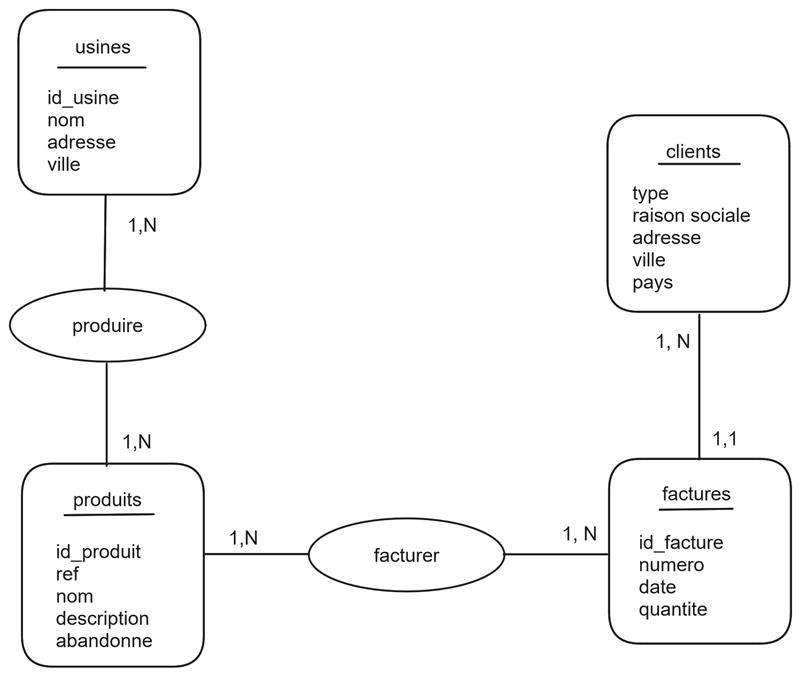 usines
id_usine
nom
adresse
ville
1,N
produire
1,N
produits
id_produit
ref
nom
description
abandonne
1,N
facturer
1, N
clients
type
raison sociale
adresse
ville
pays
1, N
1,1
factures
id_facture
numero
date
quantite